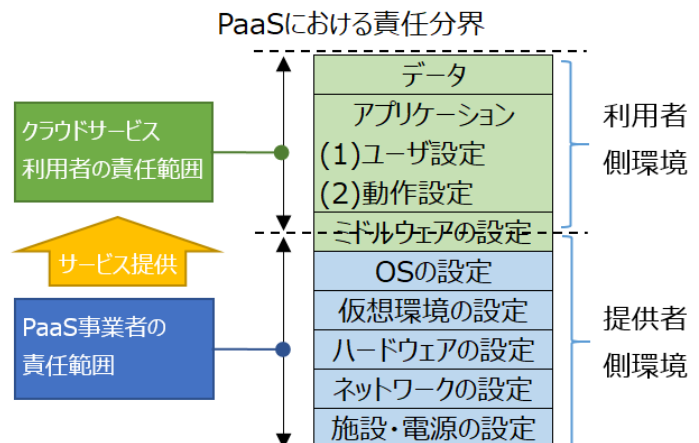 PaaSにおける責任分界
データ
アプリケーション
(1)ユーザ設定
(2)動作設定
ミドルウェアの設定
OSの設定
仮想環境の設定
ハードウェアの設定
ネットワークの設定
施設・電源の設定
クラウドサービス
利用者の責任範囲
サービス提供
PaaS事業者の
責任範囲
利用者
側環境
提供者
側環境